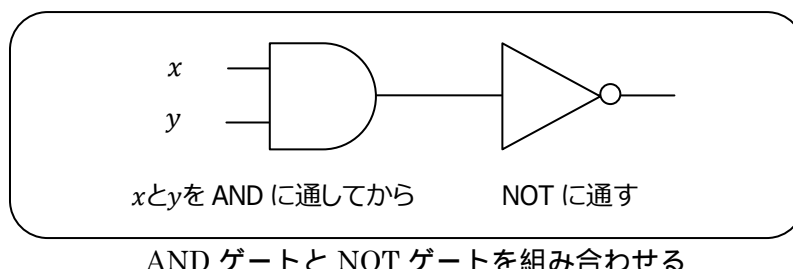 x
y
xとyを AND に通してから NOT に通す
AND ゲートと NOT ゲートを組み合わせる